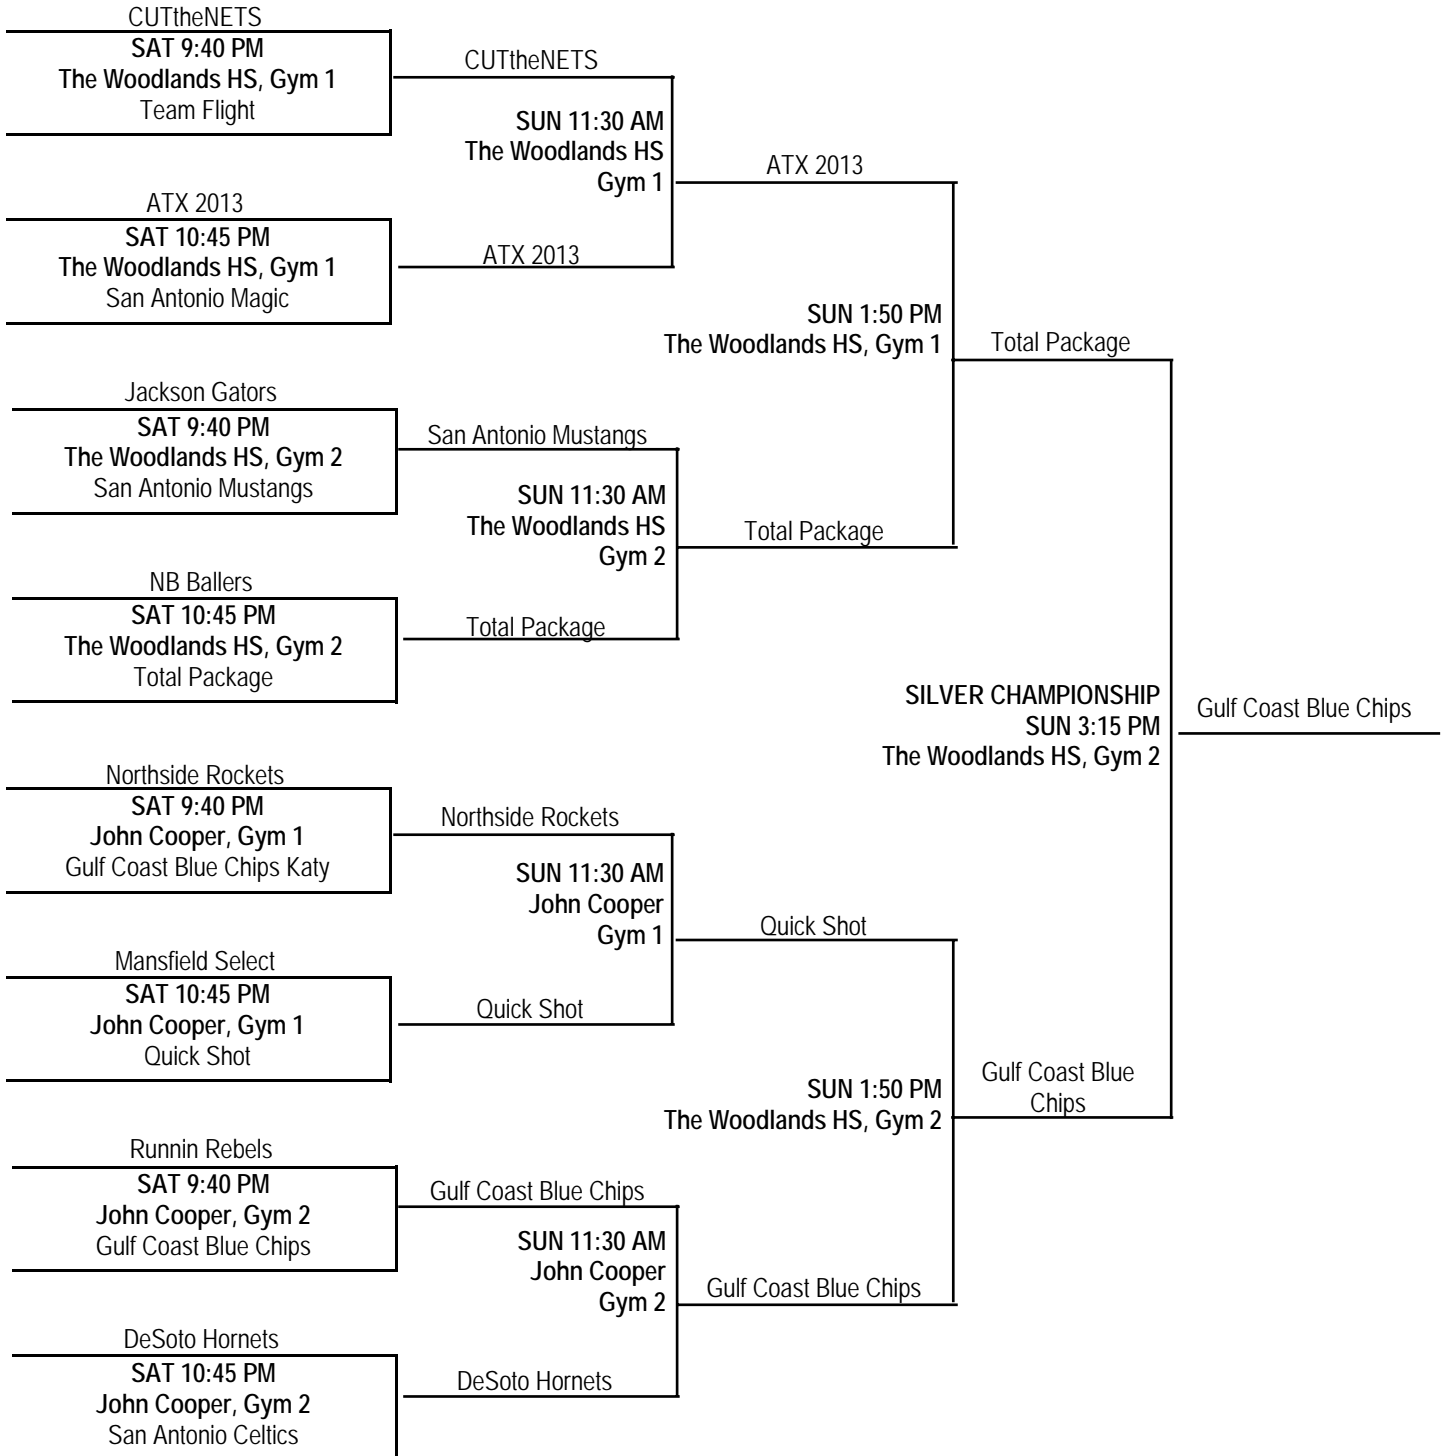 CUTtheNETS
SAT 9:40 PM
The Woodlands HS, Gym 1
Team Flight
ATX 2013
SAT 10:45 PM
The Woodlands HS, Gym 1
San Antonio Magic
Jackson Gators
SAT 9:40 PM
The Woodlands HS, Gym 2
San Antonio Mustangs
NB Ballers
SAT 10:45 PM
The Woodlands HS, Gym 2
Total Package
Northside Rockets
SAT 9:40 PM
John Cooper, Gym 1
Gulf Coast Blue Chips Katy
Mansfield Select
SAT 10:45 PM
John Cooper, Gym 1
Quick Shot
Runnin Rebels
SAT 9:40 PM
John Cooper, Gym 2
Gulf Coast Blue Chips
DeSoto Hornets
SAT 10:45 PM
John Cooper, Gym 2
San Antonio Celtics
CUTtheNETS
SUN 11:30 AM
The Woodlands HS
Gym 1
ATX 2013
San Antonio Mustangs
SUN 11:30 AM
The Woodlands HS
Gym 2
Total Package
Northside Rockets
SUN 11:30 AM
John Cooper
Gym 1
Quick Shot
Gulf Coast Blue Chips
SUN 11:30 AM
John Cooper
Gym 2
DeSoto Hornets
ATX 2013
SUN 1:50 PM
The Woodlands HS, Gym 1
Total Package
Quick Shot
SUN 1:50 PM
The Woodlands HS, Gym 2
Gulf Coast Blue Chips
Total Package
SILVER CHAMPIONSHIP
SUN 3:15 PM
The Woodlands HS, Gym 2
Gulf Coast Blue
Chips
Gulf Coast Blue Chips